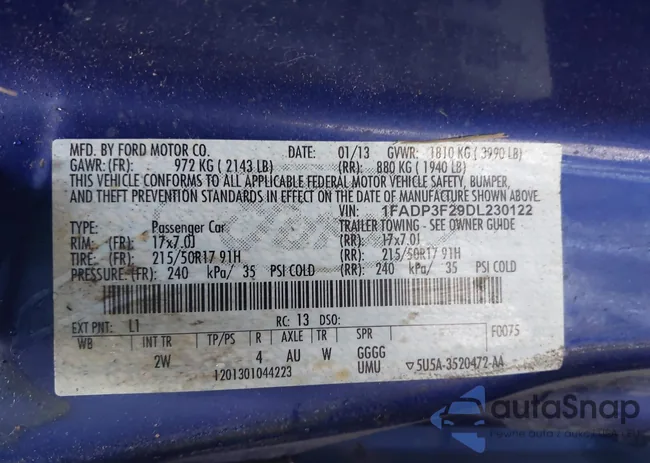 MFD. BY FORD MOTOR CO. DATE: 01/13 GVWR: 1810 KG ( 3990 LB)
GAWR: (FR): 972 KG ( 2143 LB) (RR): 880 KG ( 1940 LB)
THIS VEHICLE CONFORMS TO ALL APPLICABLE FEDERAL MOTOR VEHICLE SAFETY, BUMPER,
AND THEFT PREVENTION STANDARDS IN EFFECT ON THE DATE OF MANUFACTURE SHOWN ABOVE.
VIN: 1FADP3F29DL230122
TYPE: Passenger Car TRAILER TOWING - SEE OWNER GUIDE
RIM: (FR): 17x7.0J (RR): 17x7.0J
TIRE: (FR): 215/50R17 91H (RR): 215/50R17 91H
PRESSURE: (FR): 240 kPa/ 35 PSI COLD (RR): 240 kPa/ 35 PSI COLD
EXT PNT: L1 RC: 13 DSO: F0075
WB INT TR TP/PS R AXLE TR SPR
2W 4 AU W GGGG
1201301044223 UMU 5U5A-3520472-AA
autoSnap
Pewne auta z aukcji